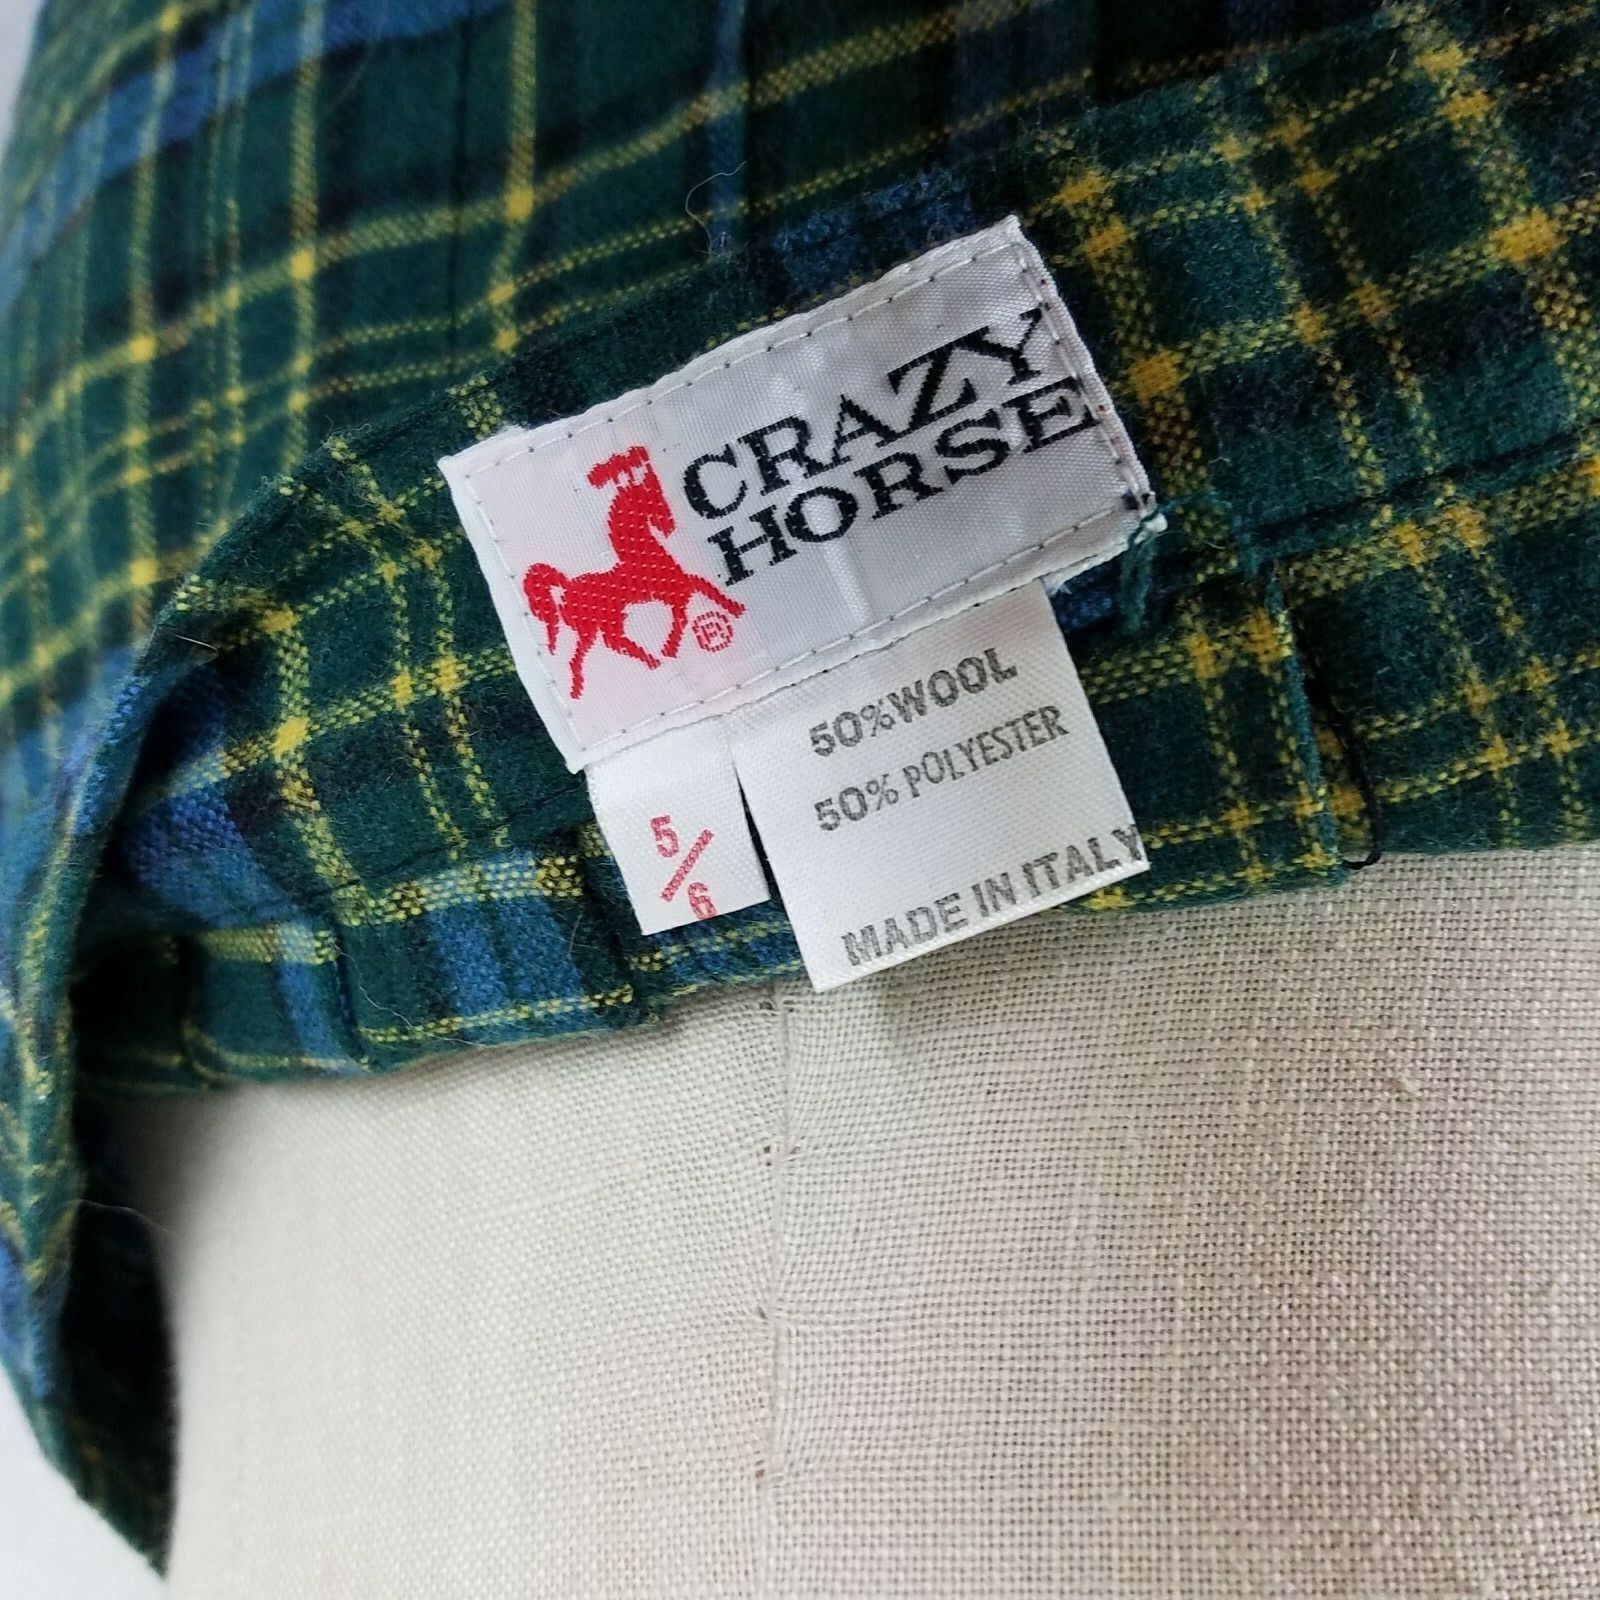 CRAZY
HORSE
®
50% WOOL
50% POLYESTER
MADE IN ITALY
5/6